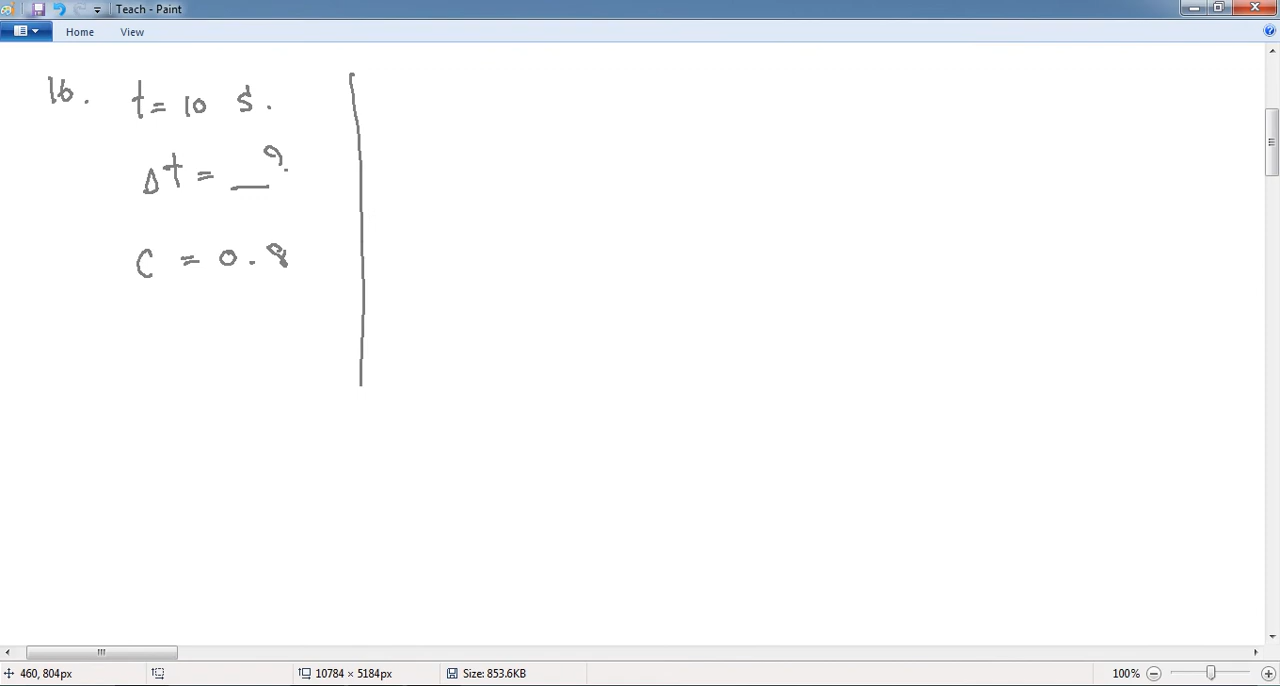 Teach - Paint
Home View
16. t = 10 s.
Δt = __?
C = 0.8
460, 804px 10784 × 5184px Size: 853.6KB 100%